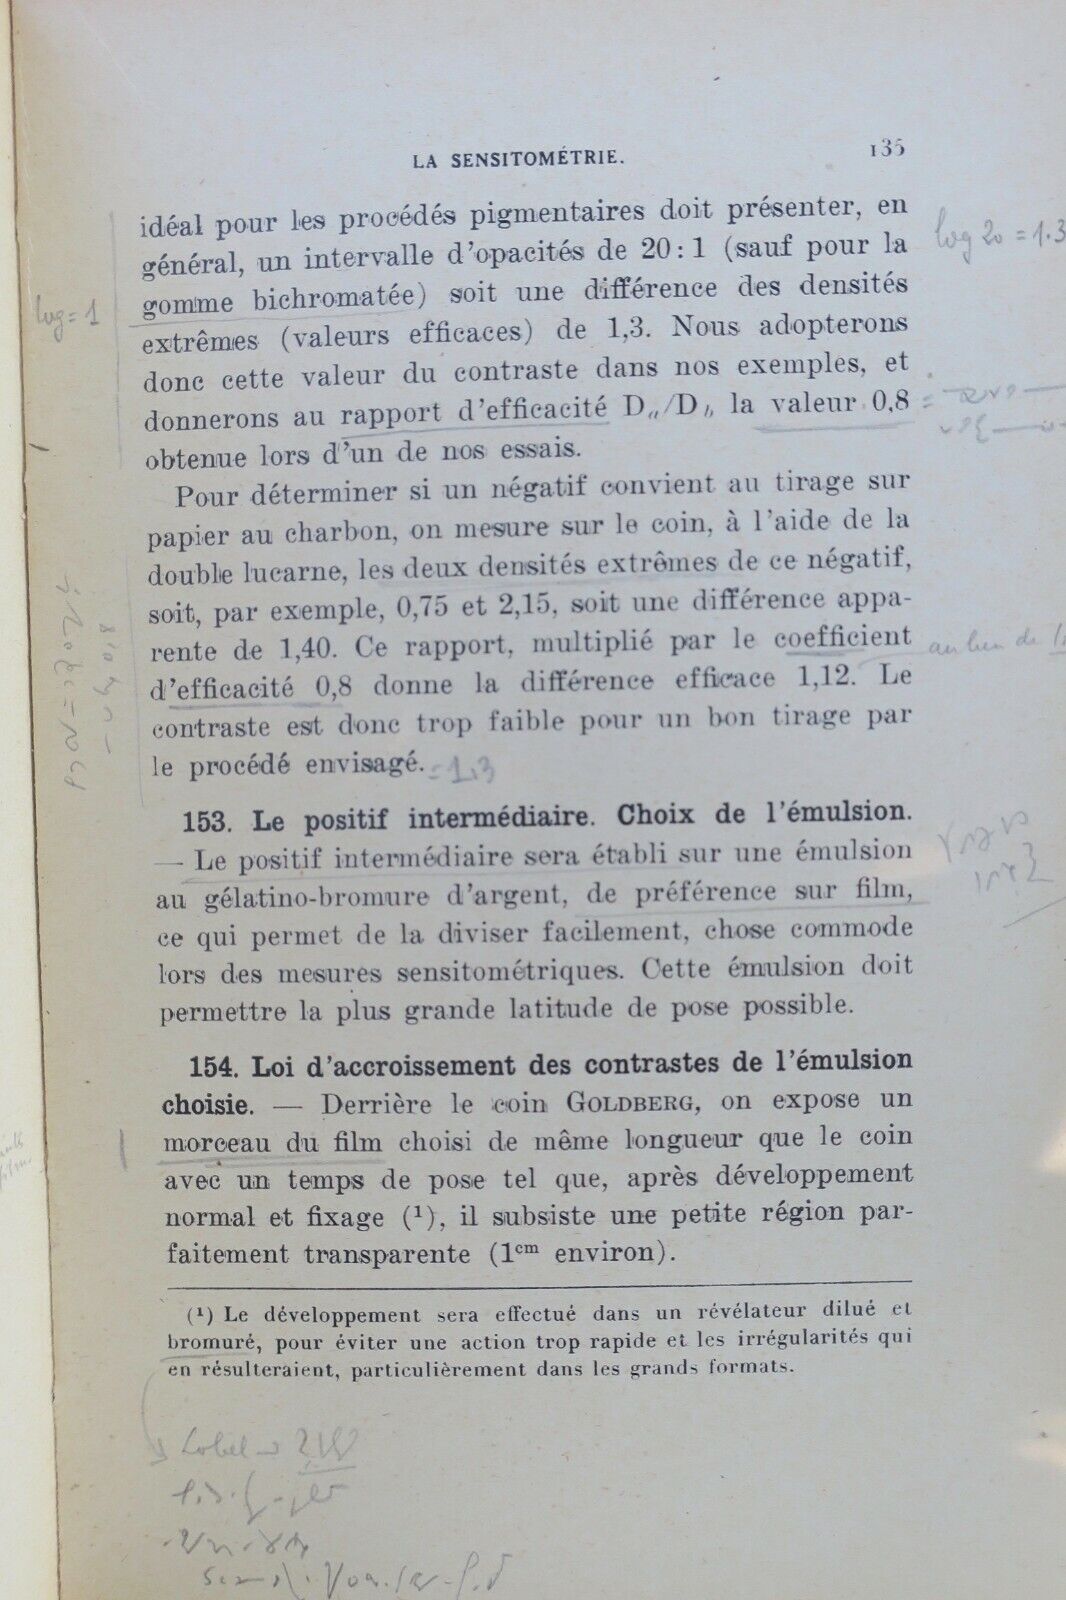 LA SENSITOMÉTRIE.
135
idéal pour les procédés pigmentaires doit présenter, en
général, un intervalle d'opacités de 20 : 1 (sauf pour la
gomme bichromatée) soit une différence des densités
extrêmes (valeurs efficaces) de 1,3. Nous adopterons
donc cette valeur du contraste dans nos exemples, et
donnerons au rapport d'efficacité D„/D〃 la valeur 0,8
obtenue lors d'un de nos essais.
log 20 = 1.3
log = 1
Pour déterminer si un négatif convient au tirage sur
papier au charbon, on mesure sur le coin, à l'aide de la
double lucarne, les deux densités extrêmes de ce négatif,
soit, par exemple, 0,75 et 2,15, soit une différence appa-
rente de 1,40. Ce rapport, multiplié par le coefficient
d'efficacité 0,8 donne la différence efficace 1,12. Le
contraste est donc trop faible pour un bon tirage par
le procédé envisagé.
= 1,3
au lieu de
153. Le positif intermédiaire. Choix de l'émulsion.
— Le positif intermédiaire sera établi sur une émulsion
au gélatino-bromure d'argent, de préférence sur film,
ce qui permet de la diviser facilement, chose commode
lors des mesures sensitométriques. Cette émulsion doit
permettre la plus grande latitude de pose possible.
154. Loi d'accroissement des contrastes de l'émulsion
choisie. — Derrière le coin GOLDBERG, on expose un
morceau du film choisi de même longueur que le coin
avec un temps de pose tel que, après développement
normal et fixage (¹), il subsiste une petite région par-
faitement transparente (1ᶜᵐ environ).
(¹) Le développement sera effectué dans un révélateur dilué et
bromuré, pour éviter une action trop rapide et les irrégularités qui
en résulteraient, particulièrement dans les grands formats.
Lobel